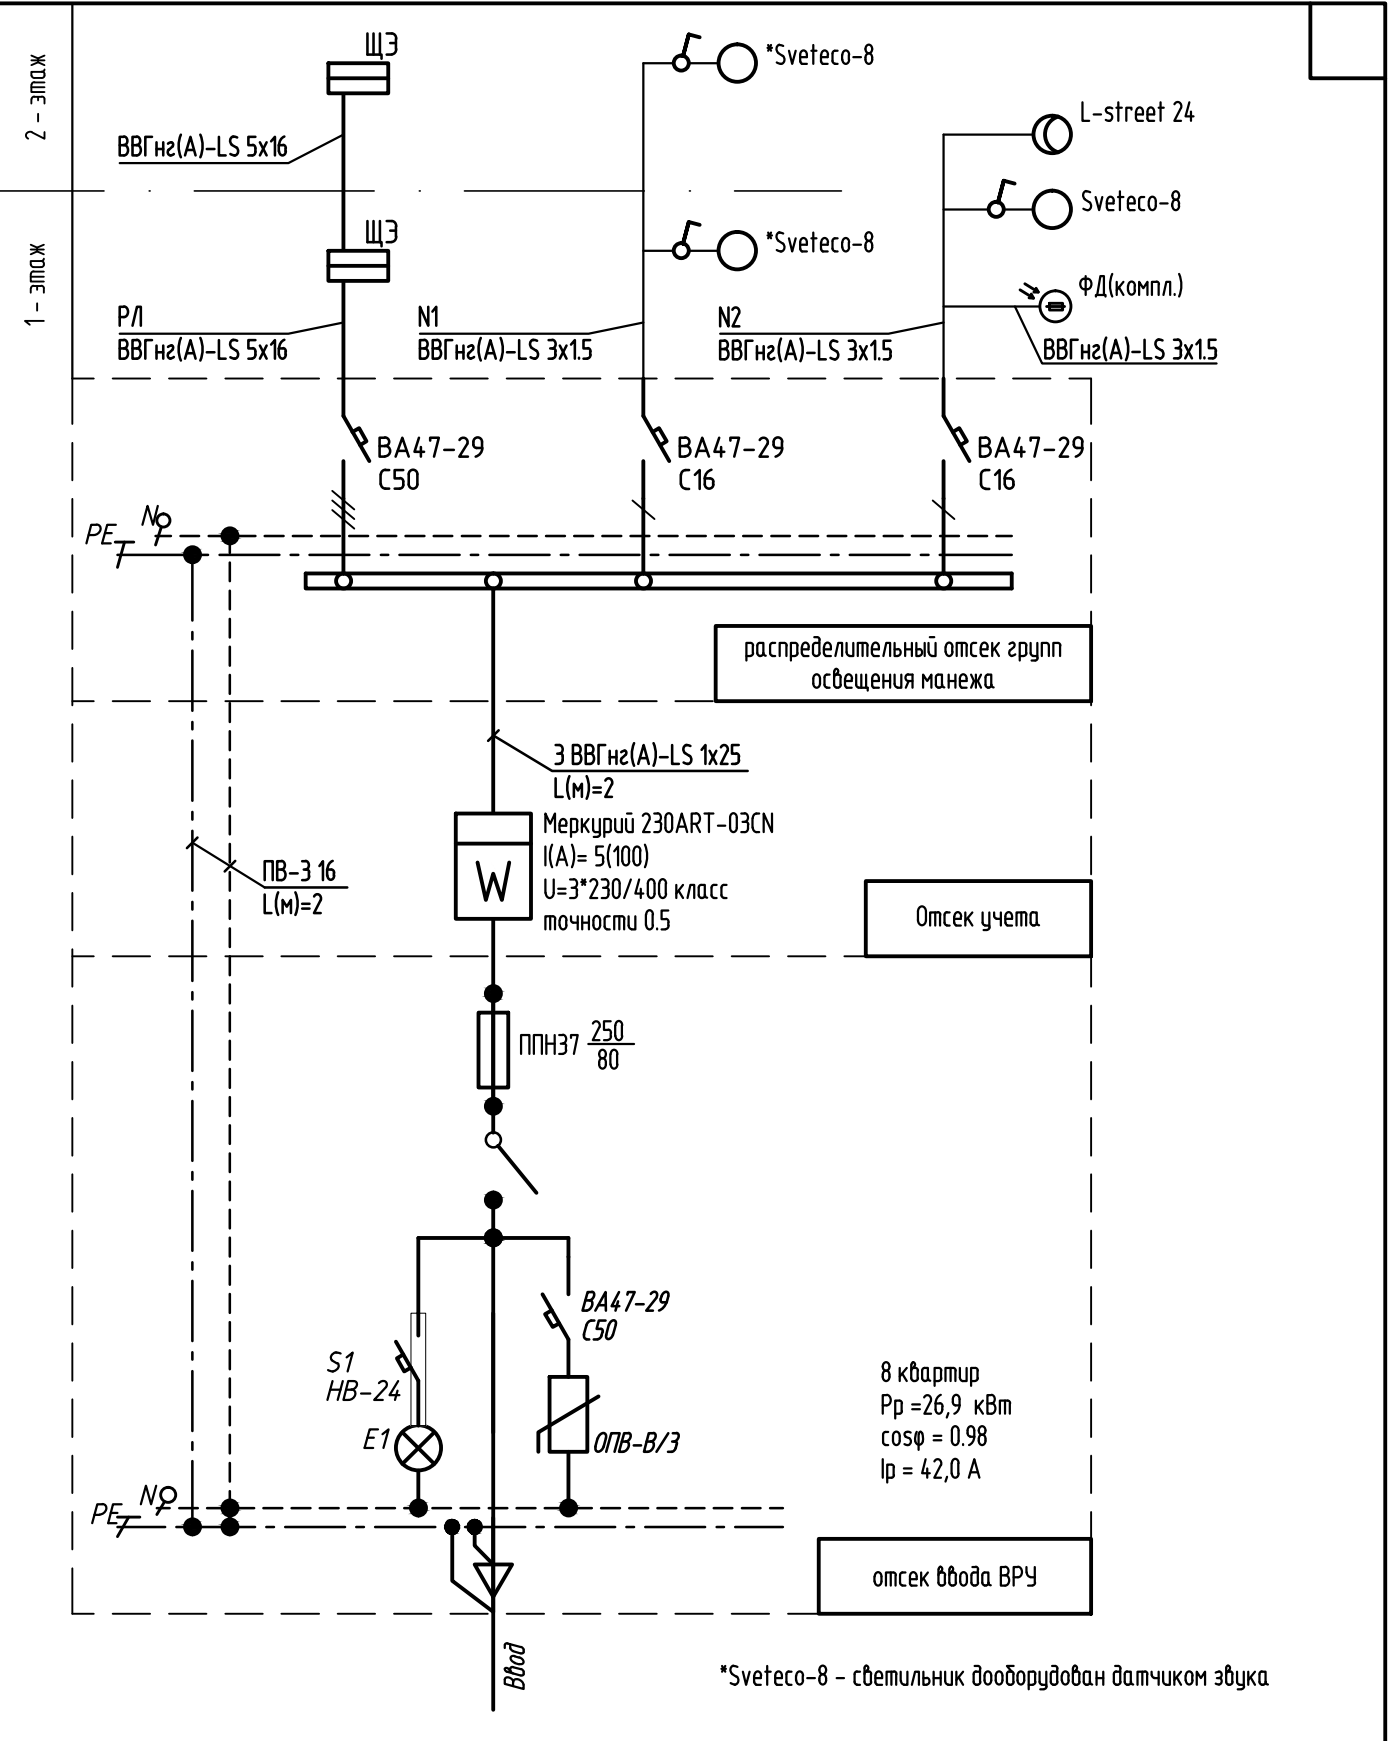 2 - этаж
ЩЭ
*Sveteco-8
L-street 24
ВВГнг(А)-LS 5х16
Sveteco-8
1 - этаж
ЩЭ
*Sveteco-8
ФД(компл.)
РЛ
ВВГнг(А)-LS 5х16
N1
ВВГнг(А)-LS 3х1.5
N2
ВВГнг(А)-LS 3х1.5
ВВГнг(А)-LS 3х1.5
ВА47-29
С50
ВА47-29
С16
ВА47-29
С16
N
PE
распределительный отсек групп
освещения манежа
3 ВВГнг(А)-LS 1х25
L(м)=2
Меркурий 230ART-03CN
I(A)= 5(100)
U=3*230/400 класс
точности 0.5
W
ПВ-3 16
L(м)=2
Отсек учета
ППН37 250
80
ВА47-29
С50
S1
НВ-24
E1
ОПВ-В/3
8 квартир
Рр =26,9 кВт
cosφ = 0.98
Ip = 42,0 А
N
PE
отсек ввода ВРУ
Ввод
*Sveteco-8 - светильник дооборудован датчиком звука